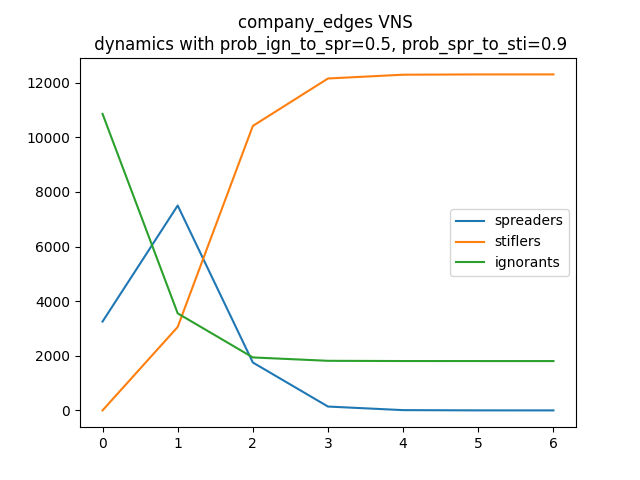 company_edges VNS
dynamics with prob_ign_to_spr=0.5, prob_spr_to_sti=0.9
12000
10000
8000
6000
4000
2000
0
spreaders
stiflers
ignorants
0 1 2 3 4 5 6